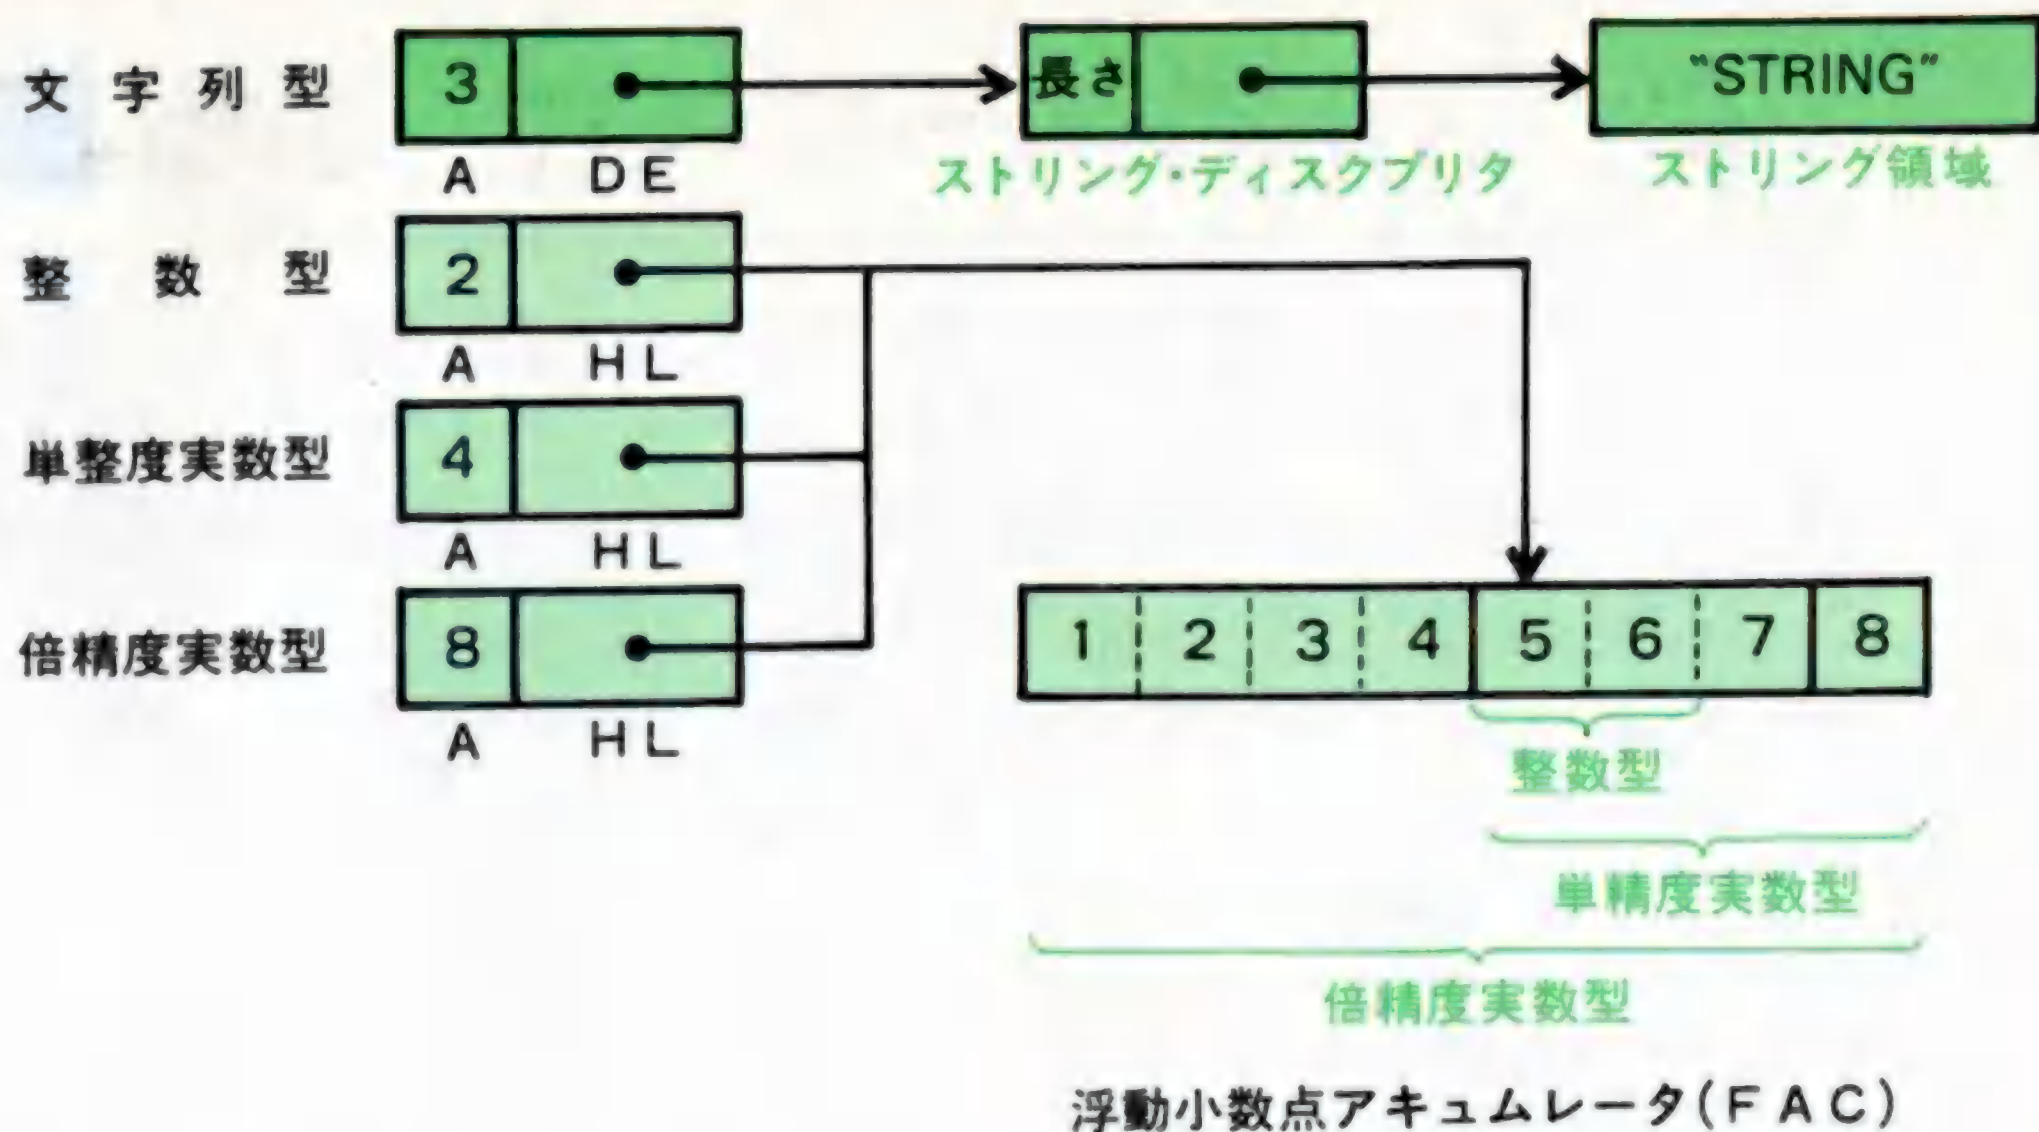 文字列型 3 長さ "STRING"
A DE ストリング・ディスクブリタ ストリング領域
整数型 2
A HL
単整度実数型 4
A HL
倍精度実数型 8 1 2 3 4 5 6 7 8
A HL
整数型
単精度実数型
倍精度実数型
浮動小数点アキュムレータ(FAC)